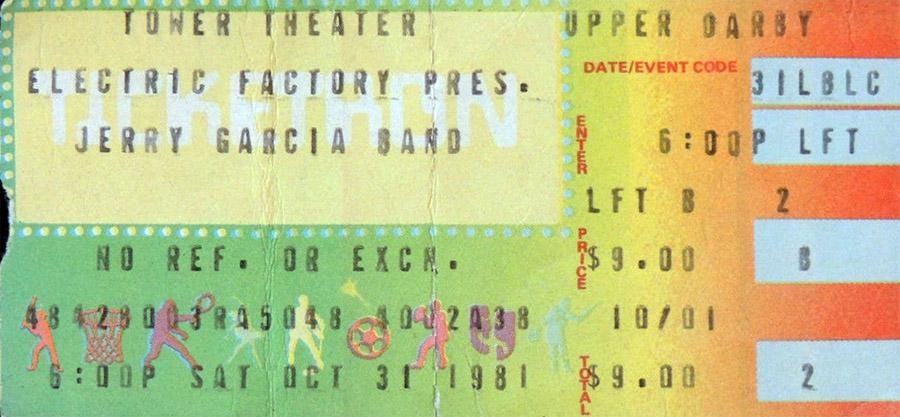 TOWER THEATER UPPER DARBY
DATE/EVENT CODE
ELECTRIC FACTORY PRES. 31LBLC
TICKETRON
JERRY GARCIA BAND ENTER 6:00P LFT
LFT B 2
NO REF. OR EXCH. PRICE $9.00 B
10/01
6:00P SAT OCT 31 1981 TOTAL $9.00 2